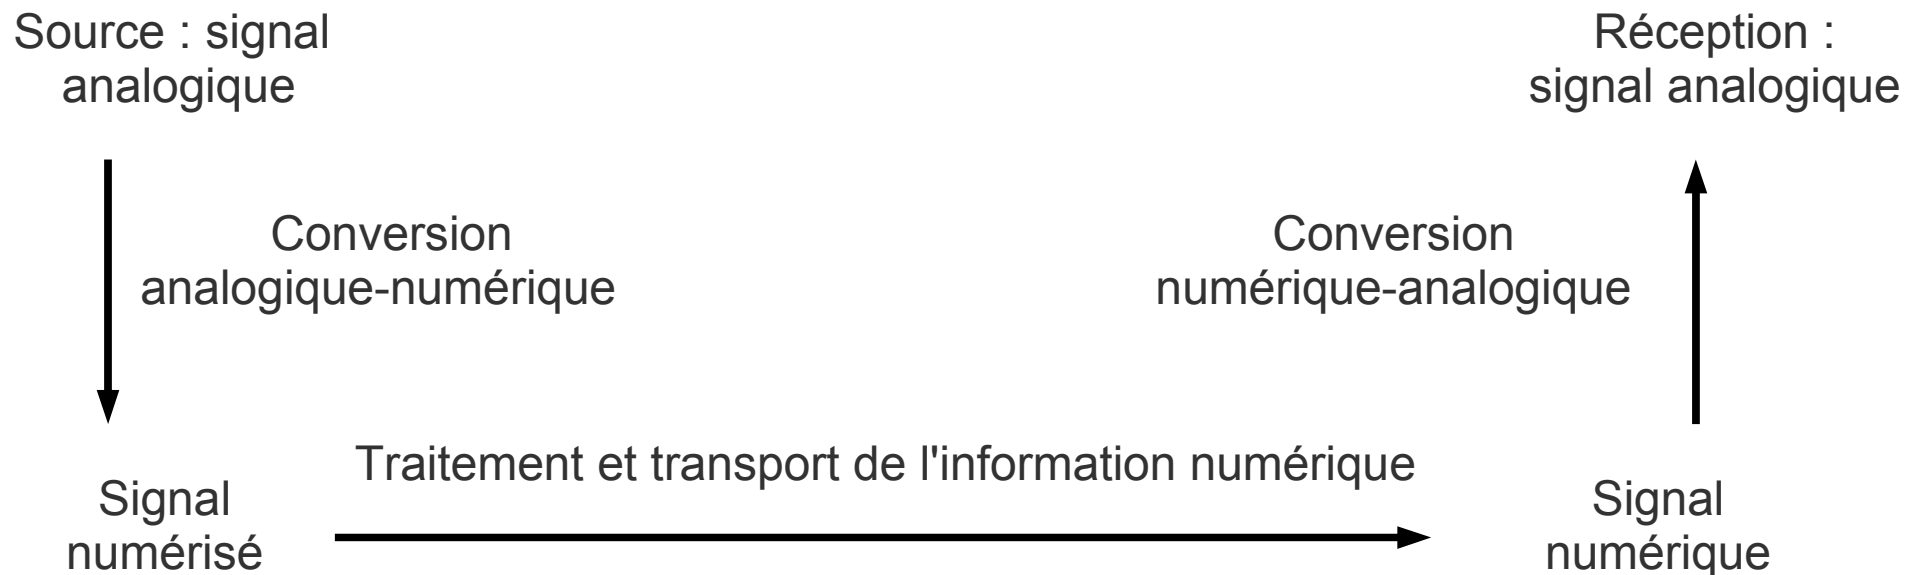 Source : signal
analogique
Réception :
signal analogique
Conversion
analogique-numérique
Conversion
numérique-analogique
Traitement et transport de l'information numérique
Signal
numérisé
Signal
numérique